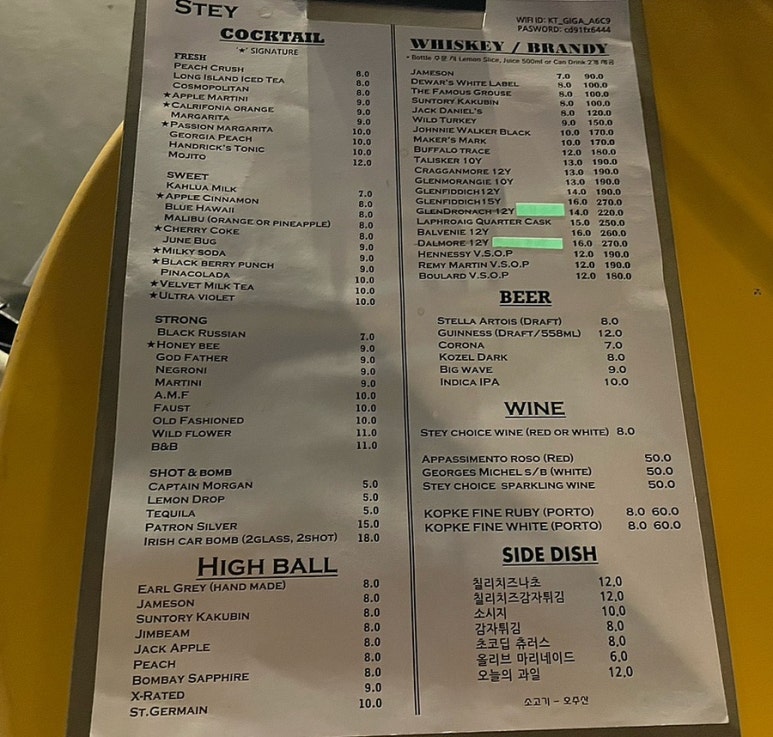 STEY
COCKTAIL
'★' SIGNATURE
FRESH
PEACH CRUSH 8.0
LONG ISLAND ICED TEA 8.0
COSMOPOLITAN 8.0
★APPLE MARTINI 9.0
★CALRIFONIA ORANGE 9.0
MARGARITA 9.0
★PASSION MARGARITA 10.0
GEORGIA PEACH 10.0
HANDRICK'S TONIC 10.0
MOJITO 12.0
SWEET
KAHLUA MILK 7.0
★APPLE CINNAMON 8.0
BLUE HAWAII 8.0
MALIBU (ORANGE OR PINEAPPLE) 8.0
★CHERRY COKE 9.0
JUNE BUG 9.0
★MILKY SODA 9.0
★BLACK BERRY PUNCH 9.0
PINACOLADA 10.0
★VELVET MILK TEA 10.0
★ULTRA VIOLET 10.0
STRONG
BLACK RUSSIAN 7.0
★HONEY BEE 9.0
GOD FATHER 9.0
NEGRONI 9.0
MARTINI 9.0
A.M.F 10.0
FAUST 10.0
OLD FASHIONED 10.0
WILD FLOWER 11.0
B&B 11.0
SHOT & BOMB
CAPTAIN MORGAN 5.0
LEMON DROP 5.0
TEQUILA 5.0
PATRON SILVER 15.0
IRISH CAR BOMB (2GLASS, 2SHOT) 18.0
HIGH BALL
EARL GREY (HAND MADE) 8.0
JAMESON 8.0
SUNTORY KAKUBIN 8.0
JIMBEAM 8.0
JACK APPLE 8.0
PEACH 8.0
BOMBAY SAPPHIRE 8.0
X-RATED 9.0
ST.GERMAIN 10.0
WIFI ID: KT_GIGA_A6C9
PASWORD: cd91fx6444
WHISKEY / BRANDY
* Bottle 주문 시 Lemon Slice, Juice 500ml or Can Drink 2개 제공
JAMESON 7.0 90.0
DEWAR'S WHITE LABEL 8.0 100.0
THE FAMOUS GROUSE 8.0 100.0
SUNTORY KAKUBIN 8.0 100.0
JACK DANIEL'S 8.0 120.0
WILD TURKEY 9.0 150.0
JOHNNIE WALKER BLACK 10.0 170.0
MAKER'S MARK 10.0 170.0
BUFFALO TRACE 12.0 180.0
TALISKER 10Y 13.0 190.0
CRAGGANMORE 12Y 13.0 190.0
GLENMORANGIE 10Y 13.0 190.0
GLENFIDDICH12Y 14.0 190.0
GLENFIDDICH15Y 16.0 270.0
GLENDRONACH 12Y 14.0 220.0
LAPHROAIG QUARTER CASK 15.0 250.0
BALVENIE 12Y 16.0 260.0
DALMORE 12Y 16.0 270.0
HENNESSY V.S.O.P 12.0 190.0
REMY MARTIN V.S.O.P 12.0 190.0
BOULARD V.S.O.P 12.0 180.0
BEER
STELLA ARTOIS (DRAFT) 8.0
GUINNESS (DRAFT/558ML) 12.0
CORONA 7.0
KOZEL DARK 8.0
BIG WAVE 9.0
INDICA IPA 10.0
WINE
STEY CHOICE WINE (RED OR WHITE) 8.0
APPASSIMENTO ROSO (RED) 50.0
GEORGES MICHEL S/B (WHITE) 50.0
STEY CHOICE SPARKLING WINE 50.0
KOPKE FINE RUBY (PORTO) 8.0 60.0
KOPKE FINE WHITE (PORTO) 8.0 60.0
SIDE DISH
칠리치즈나초 12,0
칠리치즈감자튀김 12,0
소시지 10,0
감자튀김 8,0
초코딥 츄러스 8,0
올리브 마리네이드 6,0
오늘의 과일 12,0
소고기 - 호주산